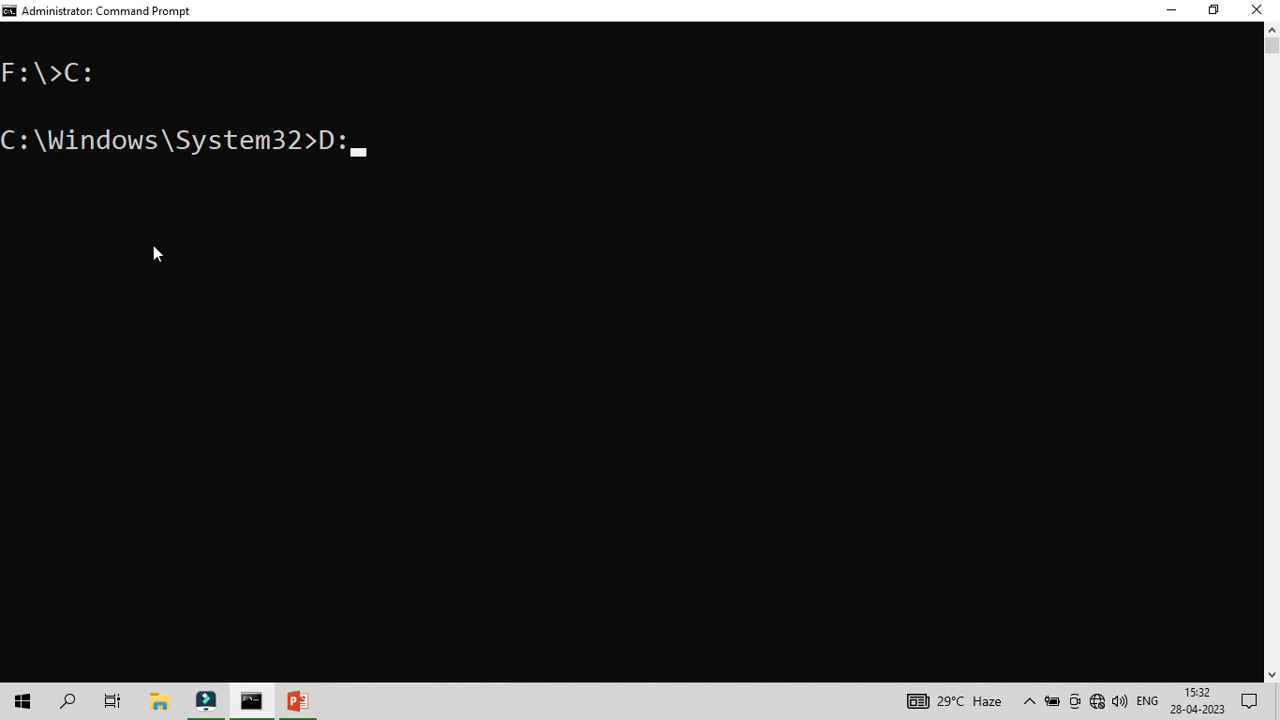 Administrator: Command Prompt
F:\>C:
C:\Windows\System32>D:
29°C Haze
ENG
15:32
28-04-2023